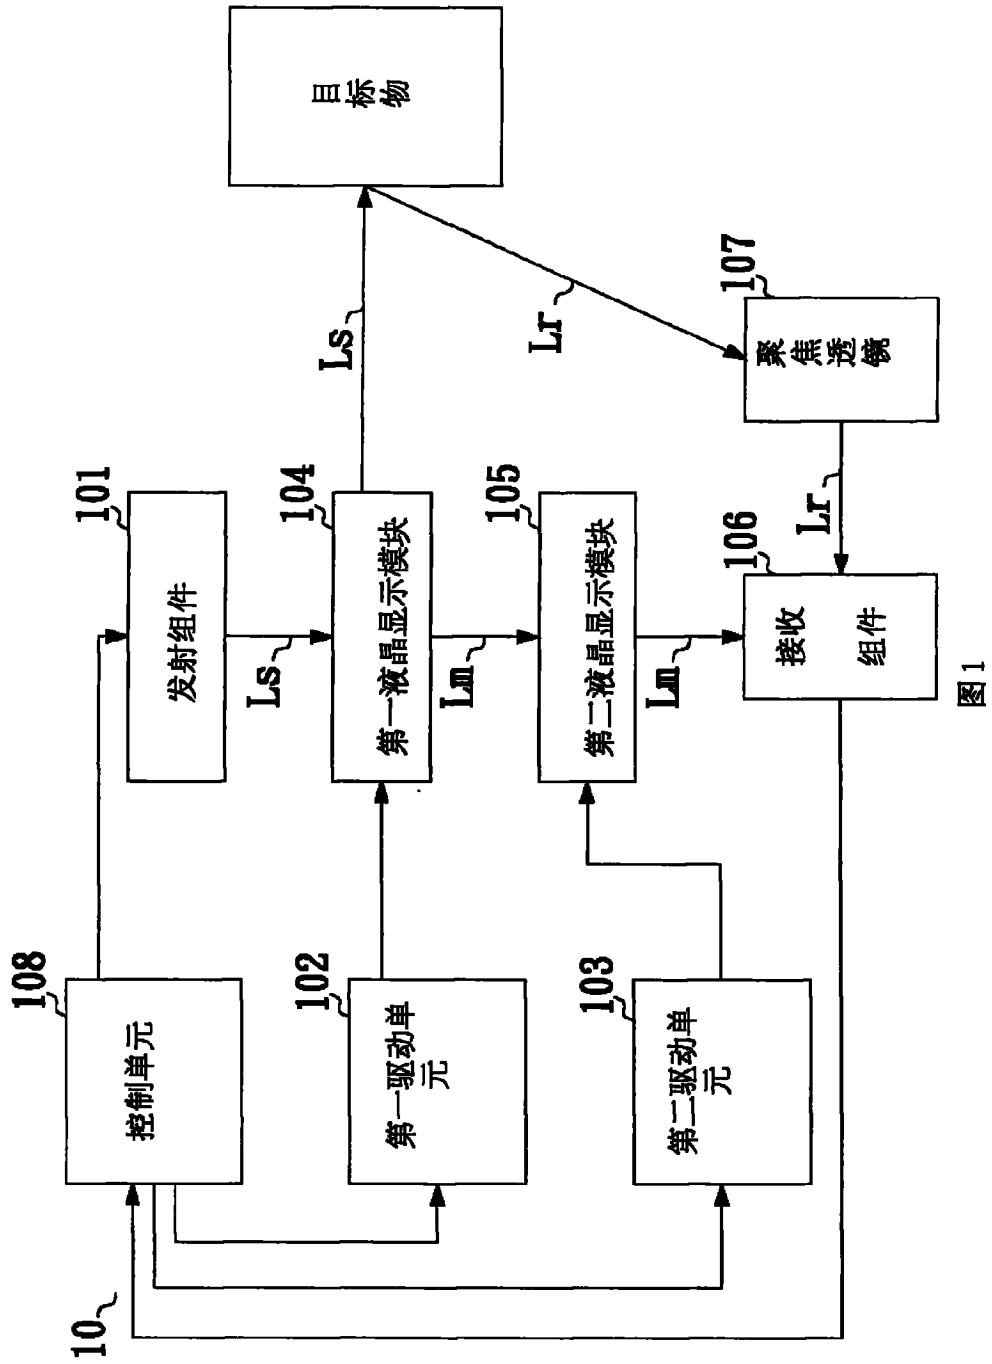 10
108
控制单元
102
第一驱动单
元
103
第二驱动单
元
101
发射组件
Ls
104
第一液晶显示模块
Lm
105
第二液晶显示模块
Lm
106
接收
组件
Ls
Lr
目
标
物
107
聚
焦
透
镜
Lr
图1